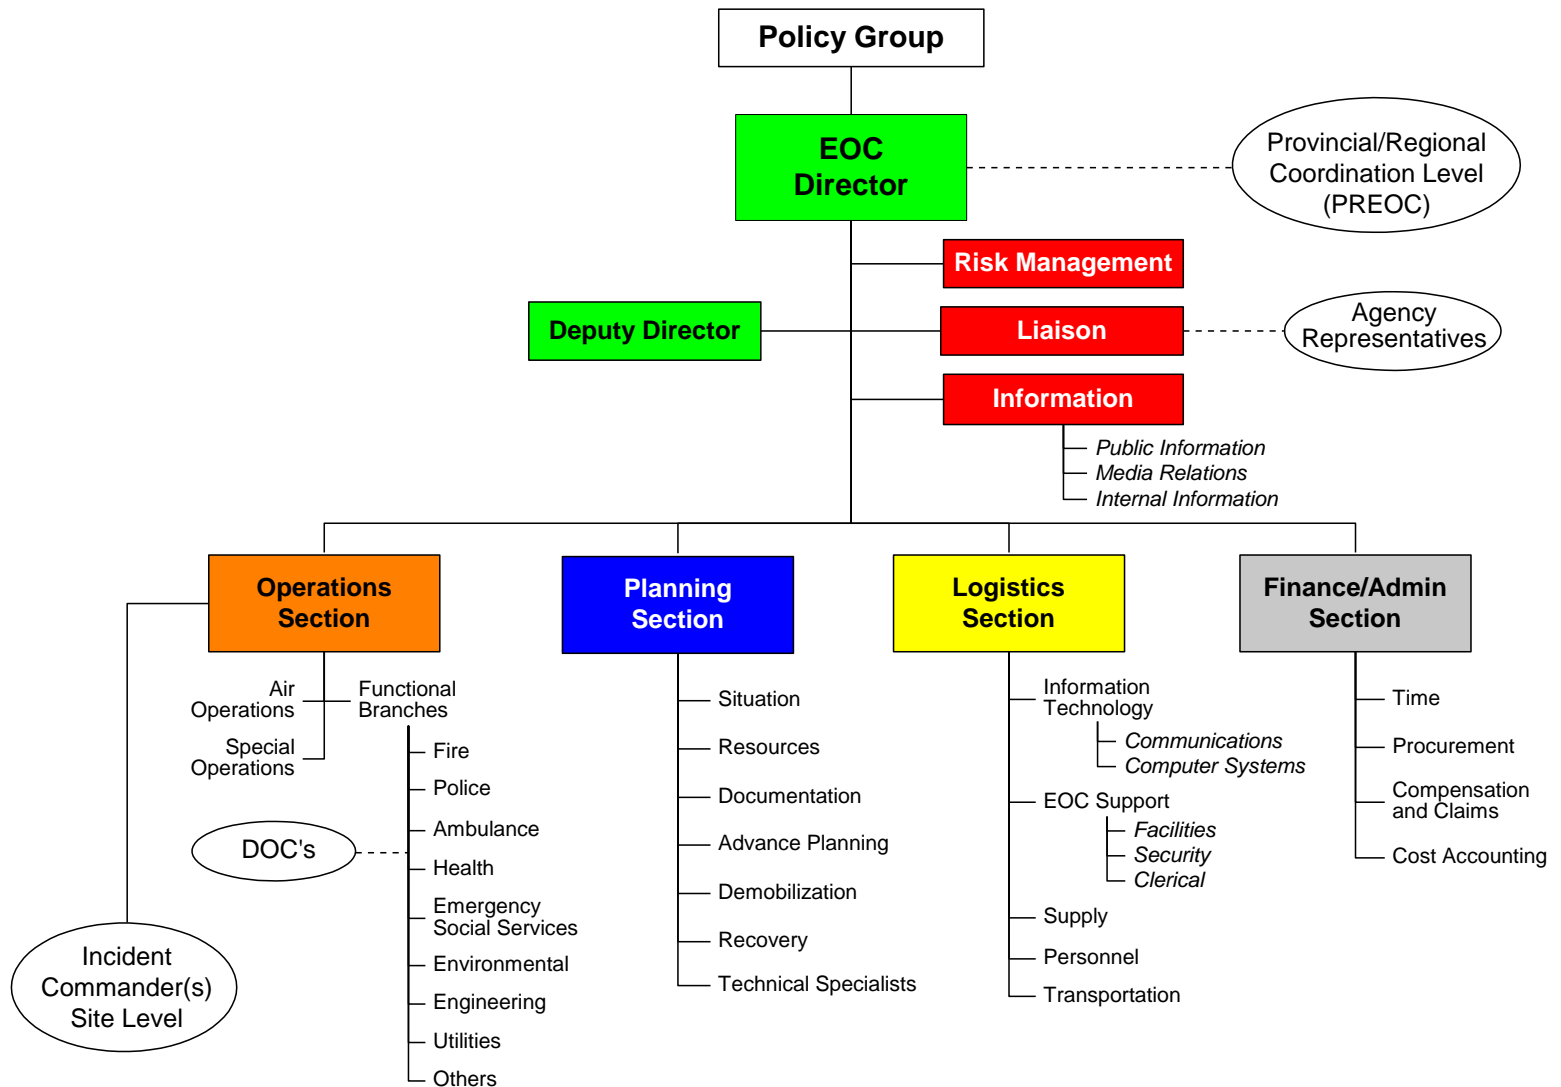 Policy Group
EOC
Director
Provincial/Regional
Coordination Level
(PREOC)
Risk Management
Deputy Director
Liaison
Agency
Representatives
Information
Public Information
Media Relations
Internal Information
Operations
Section
Planning
Section
Logistics
Section
Finance/Admin
Section
Air
Operations
Functional
Branches
Special
Operations
Fire
Police
Ambulance
DOC's
Health
Emergency
Social Services
Environmental
Engineering
Utilities
Others
Incident
Commander(s)
Site Level
Situation
Resources
Documentation
Advance Planning
Demobilization
Recovery
Technical Specialists
Information
Technology
Communications
Computer Systems
EOC Support
Facilities
Security
Clerical
Supply
Personnel
Transportation
Time
Procurement
Compensation
and Claims
Cost Accounting